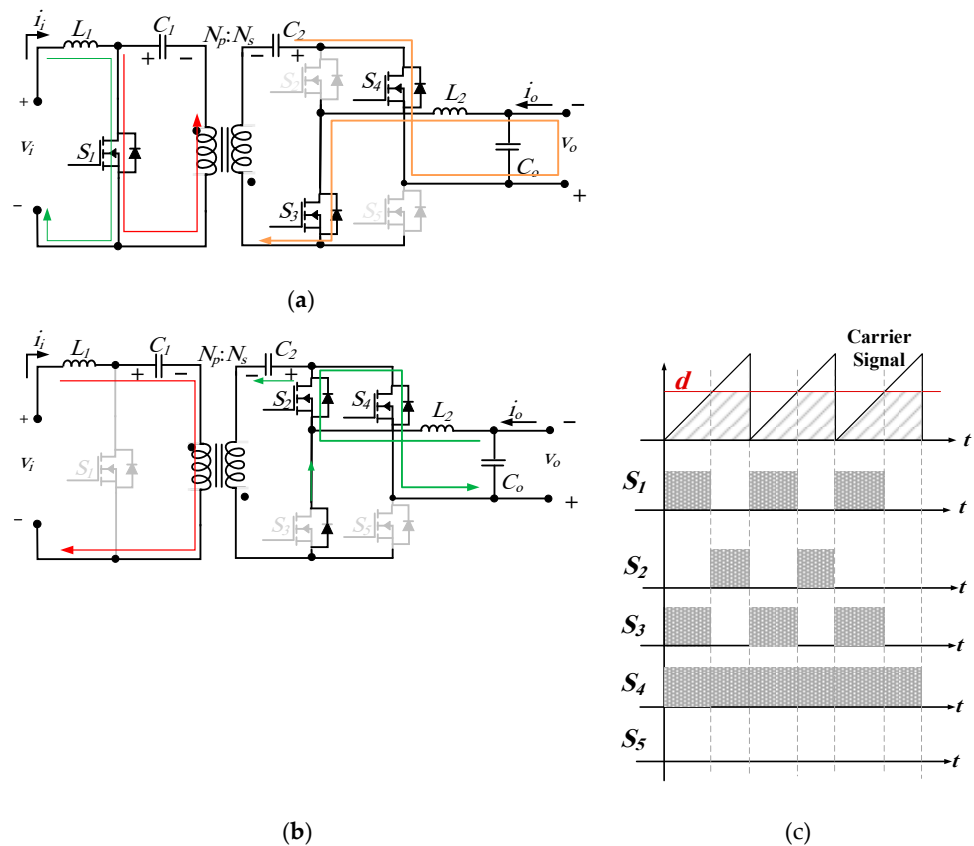 i_i L_1 C_1 N_p:N_s C_2
+ − − +
S_2 S_4 L_2 i_o −
+
v_i S_1 C_o v_o
− S_3 S_5 +
(a)
i_i L_1 C_1 N_p:N_s C_2
+ − − +
S_2 S_4 L_2 i_o −
+
v_i S_1 C_o v_o
− S_3 S_5 +
(b)
Carrier
Signal
d
t
S_1 t
S_2 t
S_3 t
S_4 t
S_5 t
(c)